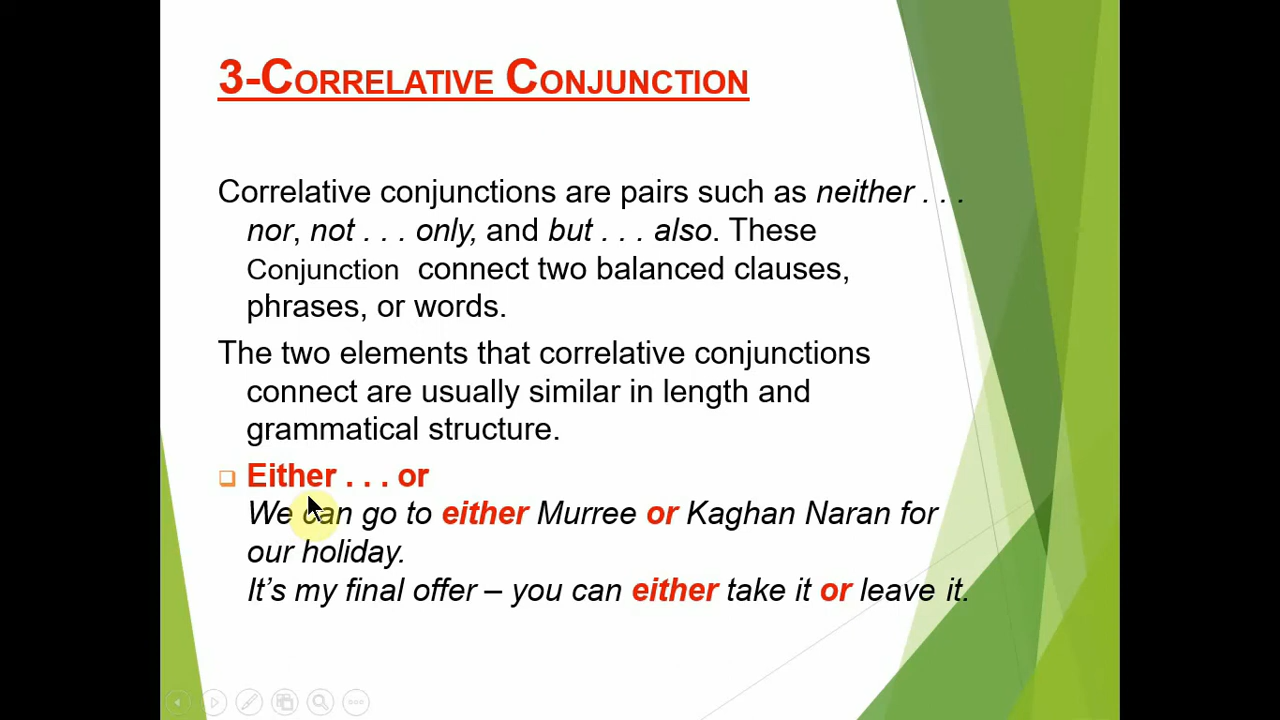 3-CORRELATIVE CONJUNCTION
Correlative conjunctions are pairs such as neither . . .
nor, not . . . only, and but . . . also. These
Conjunction connect two balanced clauses,
phrases, or words.
The two elements that correlative conjunctions
connect are usually similar in length and
grammatical structure.
Either . . . or
We can go to either Murree or Kaghan Naran for
our holiday.
It’s my final offer – you can either take it or leave it.